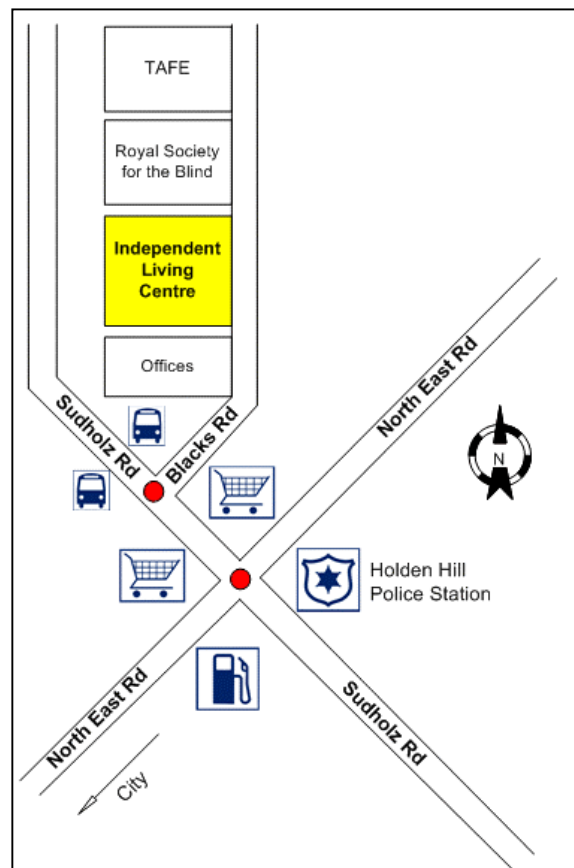 TAFE
Royal Society
for the Blind
Independent
Living
Centre
Offices
Sudholz Rd
Blacks Rd
North East Rd
N
Holden Hill
Police Station
North East Rd
Sudholz Rd
City